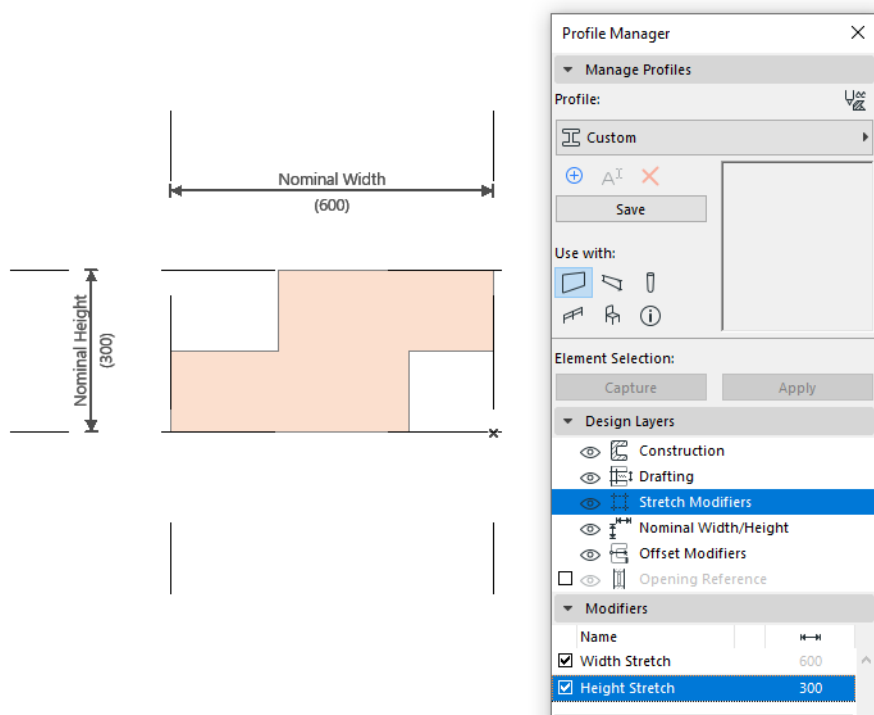 Nominal Width
(600)
Nominal Height
(300)
Profile Manager
Manage Profiles
Profile:
Custom
Save
Use with:
Element Selection:
Capture Apply
Design Layers
Construction
Drafting
Stretch Modifiers
Nominal Width/Height
Offset Modifiers
Opening Reference
Modifiers
Name
Width Stretch 600
Height Stretch 300